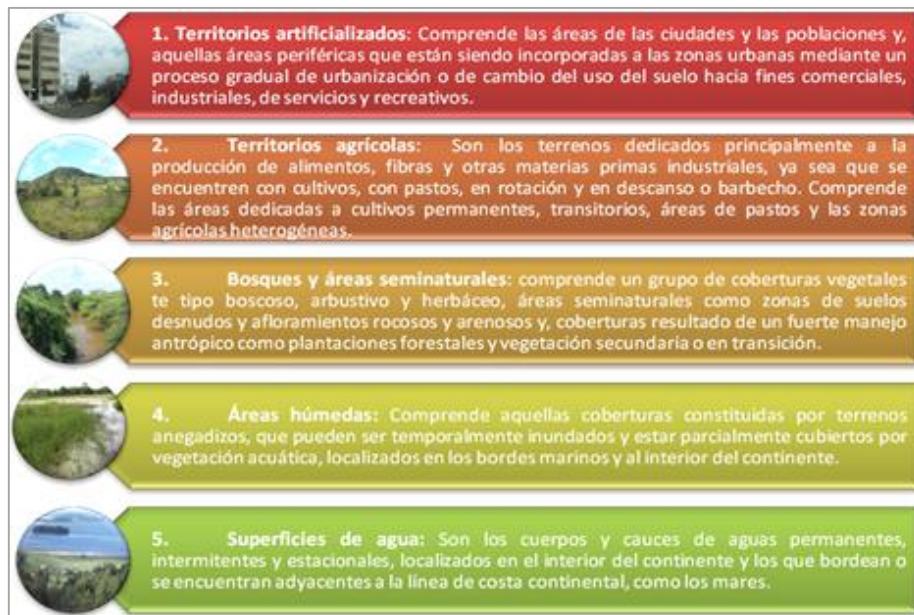 1. Territorios artificializados: Comprende las áreas de las ciudades y las poblaciones y,
aquellas áreas periféricas que están siendo incorporadas a las zonas urbanas mediante un
proceso gradual de urbanización o de cambio del uso del suelo hacia fines comerciales,
industriales, de servicios y recreativos.
2. Territorios agrícolas: Son los terrenos dedicados principalmente a la
producción de alimentos, fibras y otras materias primas industriales, ya sea que se
encuentren con cultivos, con pastos, en rotación y en descanso o barbecho. Comprende
las áreas dedicadas a cultivos permanentes, transitorios, áreas de pastos y las zonas
agrícolas heterogéneas.
3. Bosques y áreas seminaturales: comprende un grupo de coberturas vegetales
te tipo boscoso, arbustivo y herbáceo, áreas seminaturales como zonas de suelos
desnudos y afloramientos rocosos y arenosos y, coberturas resultado de un fuerte manejo
antrópico como plantaciones forestales y vegetación secundaria o en transición.
4. Áreas húmedas: Comprende aquellas coberturas constituidas por terrenos
anegadizos, que pueden ser temporalmente inundados y estar parcialmente cubiertos por
vegetación acuática, localizados en los bordes marinos y al interior del continente.
5. Superficies de agua: Son los cuerpos y cauces de aguas permanentes,
intermitentes y estacionales, localizados en el interior del continente y los que bordean o
se encuentran adyacentes a la línea de costa continental, como los mares.